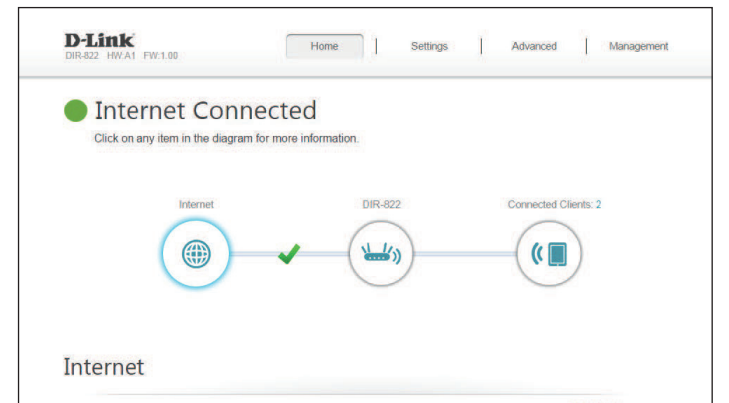 D-Link
DIR-822 HW:A1 FW:1.00
Home Settings Advanced Management
Internet Connected
Click on any item in the diagram for more information.
Internet DIR-822 Connected Clients: 2
Internet